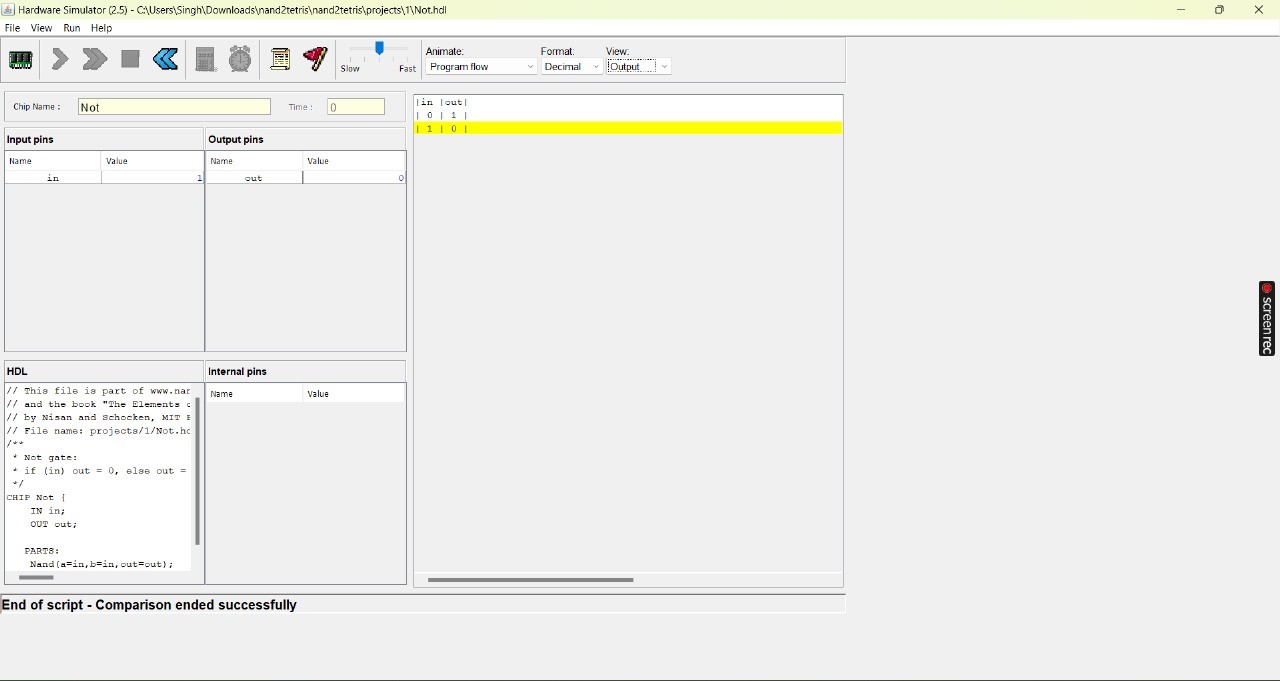 Hardware Simulator (2.5) - C:\Users\Singh\Downloads\nand2tetris\nand2tetris\projects\1\Not.hdl
File View Run Help
Slow Fast
Animate:
Program flow
Format:
Decimal
View:
Output
Chip Name : Not Time : 0
Input pins
Name Value
in 1
Output pins
Name Value
out 0
|in |out|
| 0 | 1 |
| 1 | 0 |
HDL
// This file is part of www.nan
// and the book "The Elements
// by Nisan and Schocken, MIT
// File name: projects/1/Not.hd
/**
* Not gate:
* if (in) out = 0, else out =
*/
CHIP Not {
IN in;
OUT out;
PARTS:
Nand(a=in,b=in,out=out);
Internal pins
Name Value
End of script - Comparison ended successfully
screenrec